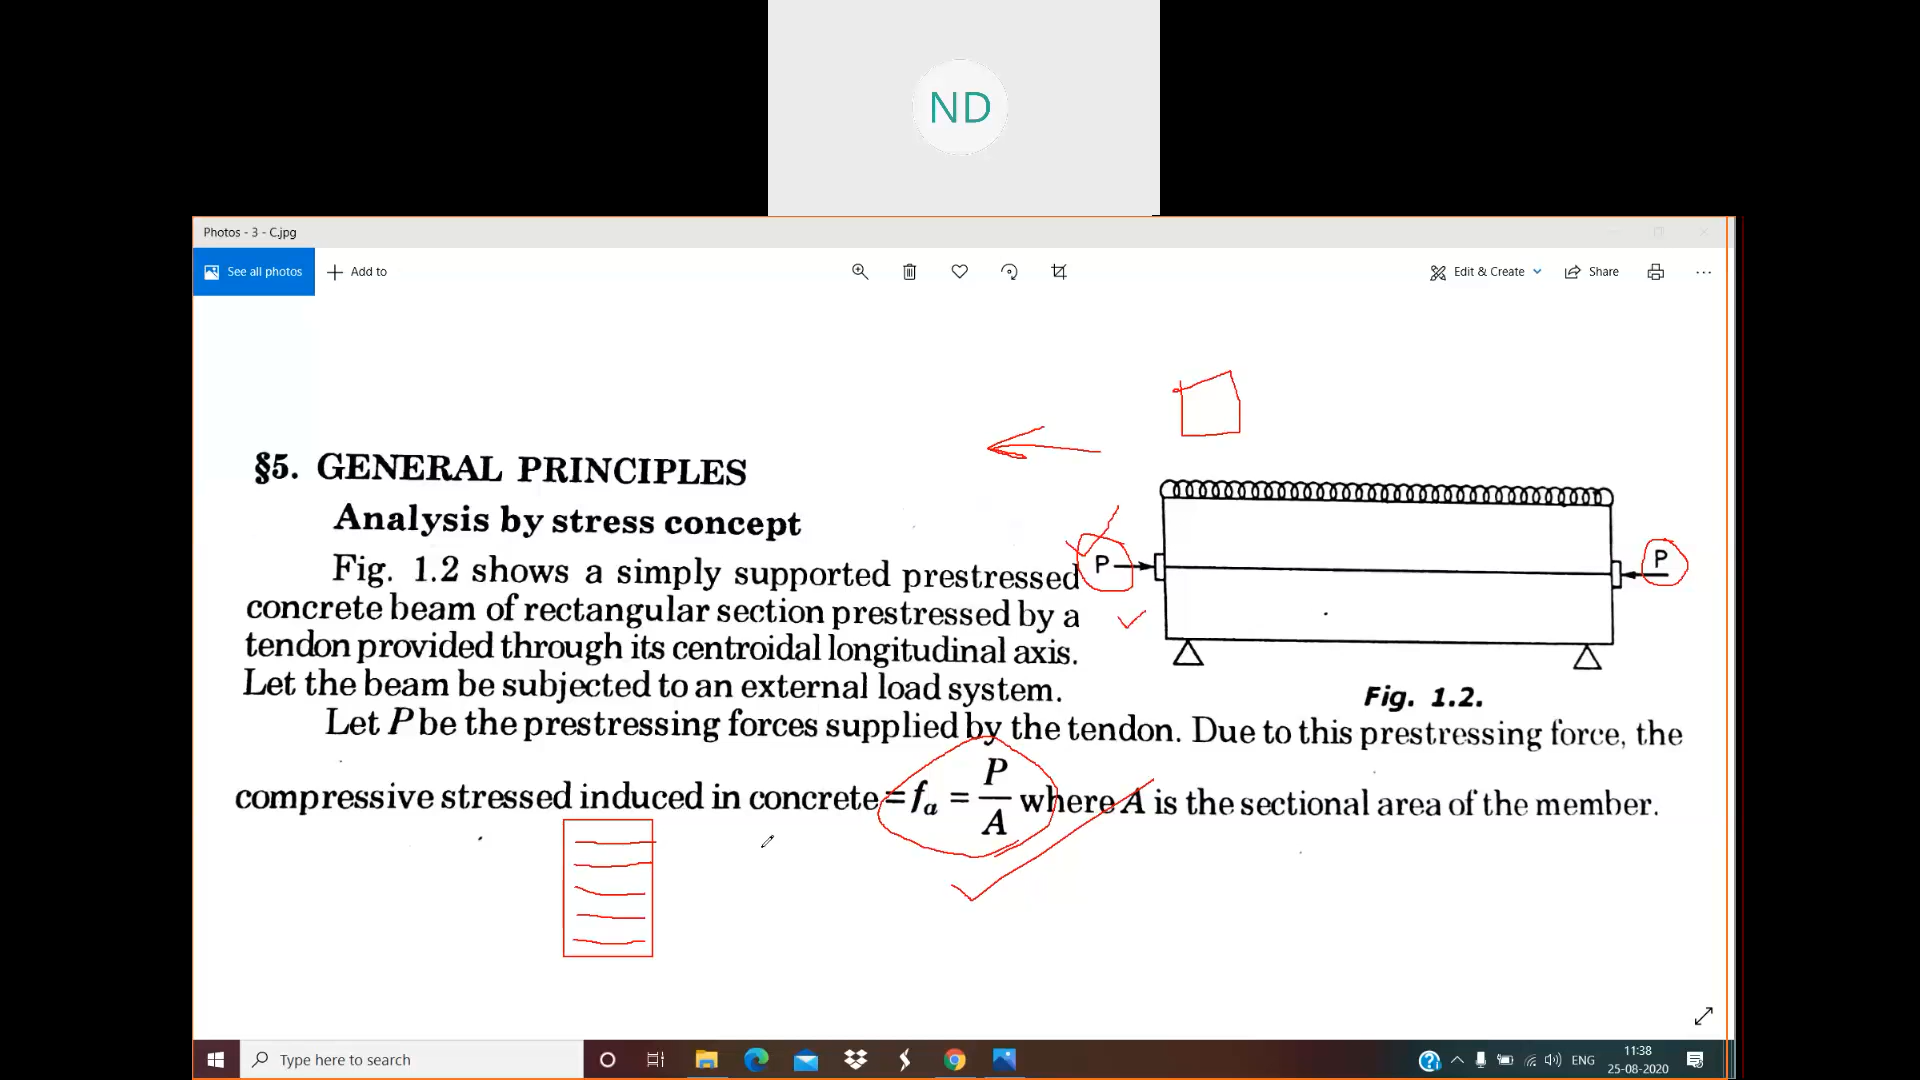 ND
Photos - 3 - C.jpg
See all photos
Add to
Edit & Create
Share
§5. GENERAL PRINCIPLES
Analysis by stress concept
Fig. 1.2 shows a simply supported prestressed
concrete beam of rectangular section prestressed by a
tendon provided through its centroidal longitudinal axis.
Let the beam be subjected to an external load system.
P
P
Fig. 1.2.
Let P be the prestressing forces supplied by the tendon. Due to this prestressing force, the
compressive stressed induced in concrete = fa = P/A where A is the sectional area of the member.
Type here to search
ENG
11:38
25-08-2020